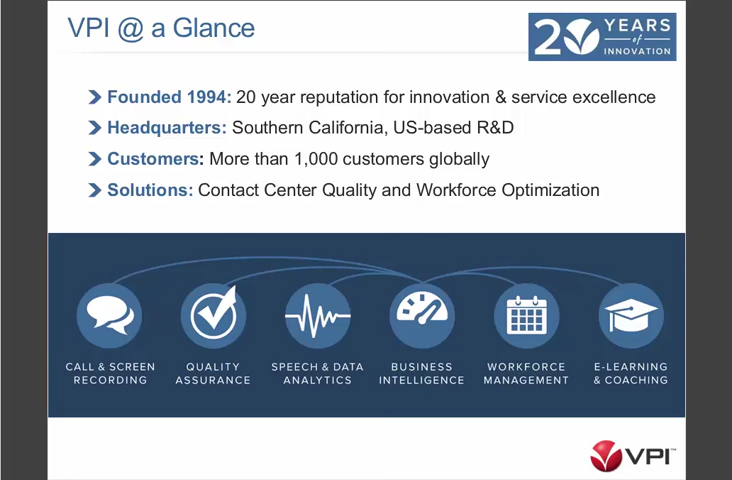 VPI @ a Glance
20 YEARS
of
INNOVATION
Founded 1994: 20 year reputation for innovation & service excellence
Headquarters: Southern California, US-based R&D
Customers: More than 1,000 customers globally
Solutions: Contact Center Quality and Workforce Optimization
CALL & SCREEN
RECORDING
QUALITY
ASSURANCE
SPEECH & DATA
ANALYTICS
BUSINESS
INTELLIGENCE
WORKFORCE
MANAGEMENT
E-LEARNING
& COACHING
VPI™